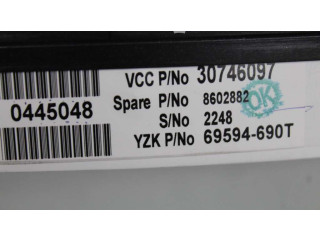 VCC P/No 30746097
0445048
Spare P/No 8602882
S/No 2248
YZK P/No 69594-690T
OK